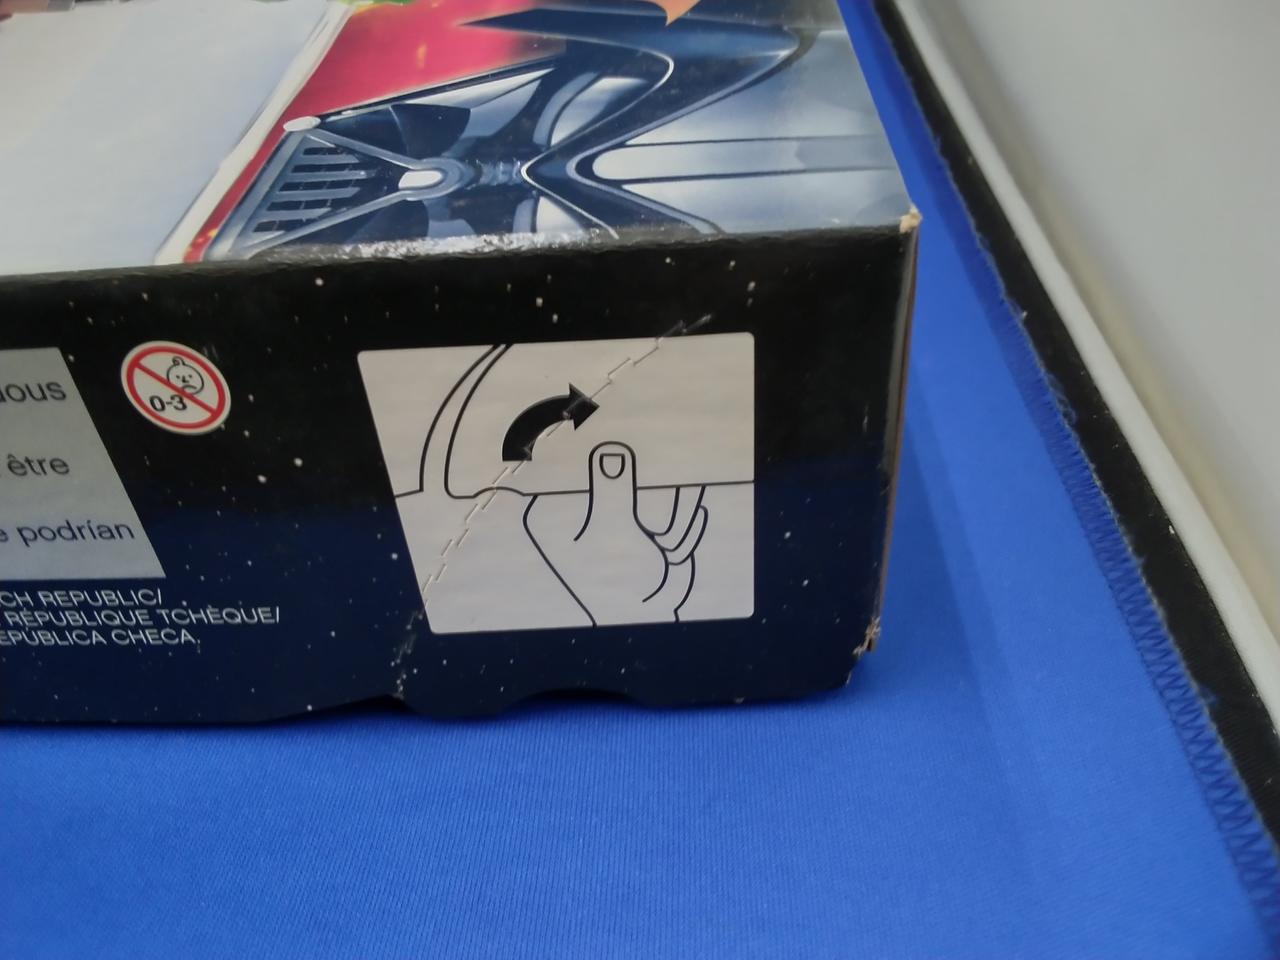 ous
0-3
être
e podrían
CH REPUBLIC/
RÉPUBLIQUE TCHÈQUE/
EPÚBLICA CHECA.